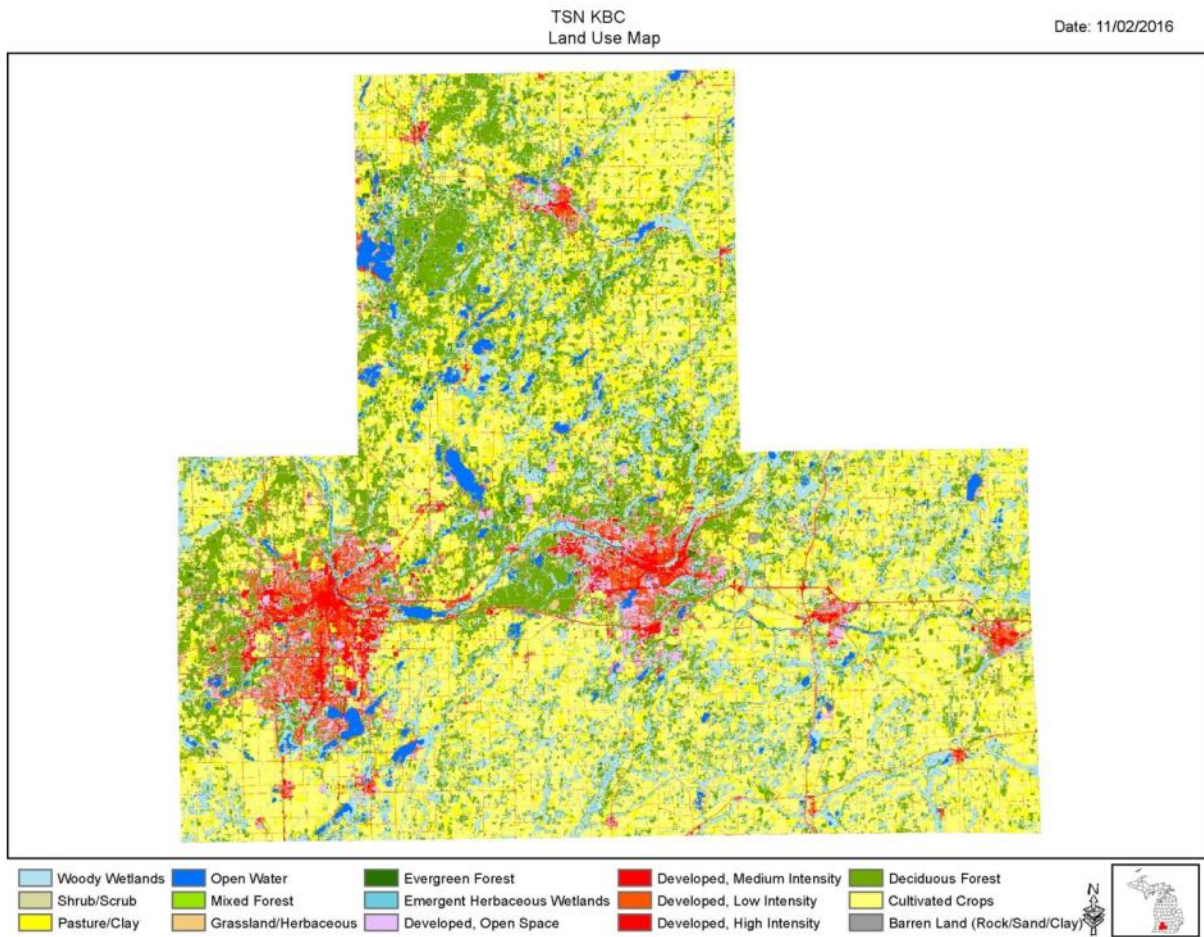 TSN KBC
Land Use Map
Date: 11/02/2016
Woody Wetlands
Open Water
Evergreen Forest
Developed, Medium Intensity
Deciduous Forest
Shrub/Scrub
Mixed Forest
Emergent Herbaceous Wetlands
Developed, Low Intensity
Cultivated Crops
Pasture/Clay
Grassland/Herbaceous
Developed, Open Space
Developed, High Intensity
Barren Land (Rock/Sand/Clay)
N